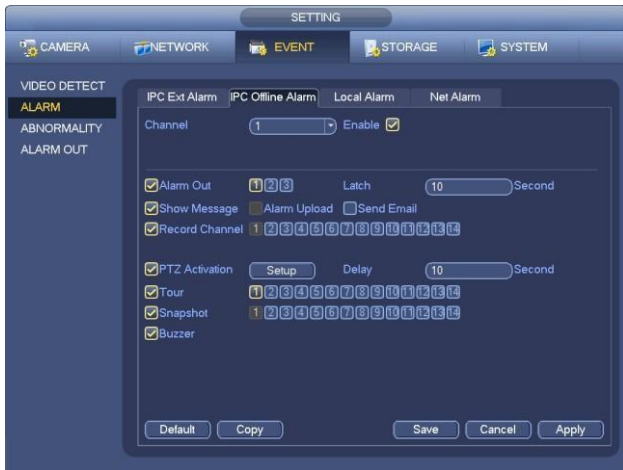 SETTING
CAMERA NETWORK EVENT STORAGE SYSTEM
VIDEO DETECT
ALARM
ABNORMALITY
ALARM OUT
IPC Ext Alarm IPC Offline Alarm Local Alarm Net Alarm
Channel 1 Enable
Alarm Out 1 2 3 Latch 10 Second
Show Message Alarm Upload Send Email
Record Channel 1 2 3 4 5 6 7 8 9 10 11 12 13 14
PTZ Activation Setup Delay 10 Second
Tour 1 2 3 4 5 6 7 8 9 10 11 12 13 14
Snapshot 1 2 3 4 5 6 7 8 9 10 11 12 13 14
Buzzer
Default Copy Save Cancel Apply